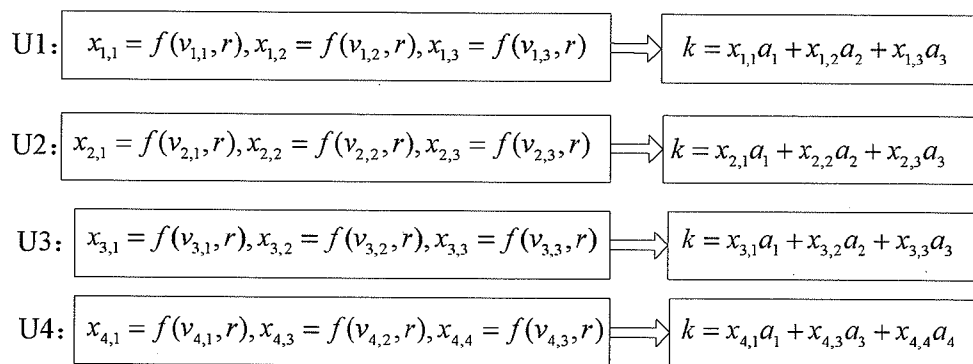 U1: x_{1,1} = f(v_{1,1}, r), x_{1,2} = f(v_{1,2}, r), x_{1,3} = f(v_{1,3}, r) ⇒ k = x_{1,1}a_1 + x_{1,2}a_2 + x_{1,3}a_3
U2: x_{2,1} = f(v_{2,1}, r), x_{2,2} = f(v_{2,2}, r), x_{2,3} = f(v_{2,3}, r) ⇒ k = x_{2,1}a_1 + x_{2,2}a_2 + x_{2,3}a_3
U3: x_{3,1} = f(v_{3,1}, r), x_{3,2} = f(v_{3,2}, r), x_{3,3} = f(v_{3,3}, r) ⇒ k = x_{3,1}a_1 + x_{3,2}a_2 + x_{3,3}a_3
U4: x_{4,1} = f(v_{4,1}, r), x_{4,3} = f(v_{4,2}, r), x_{4,4} = f(v_{4,3}, r) ⇒ k = x_{4,1}a_1 + x_{4,3}a_3 + x_{4,4}a_4